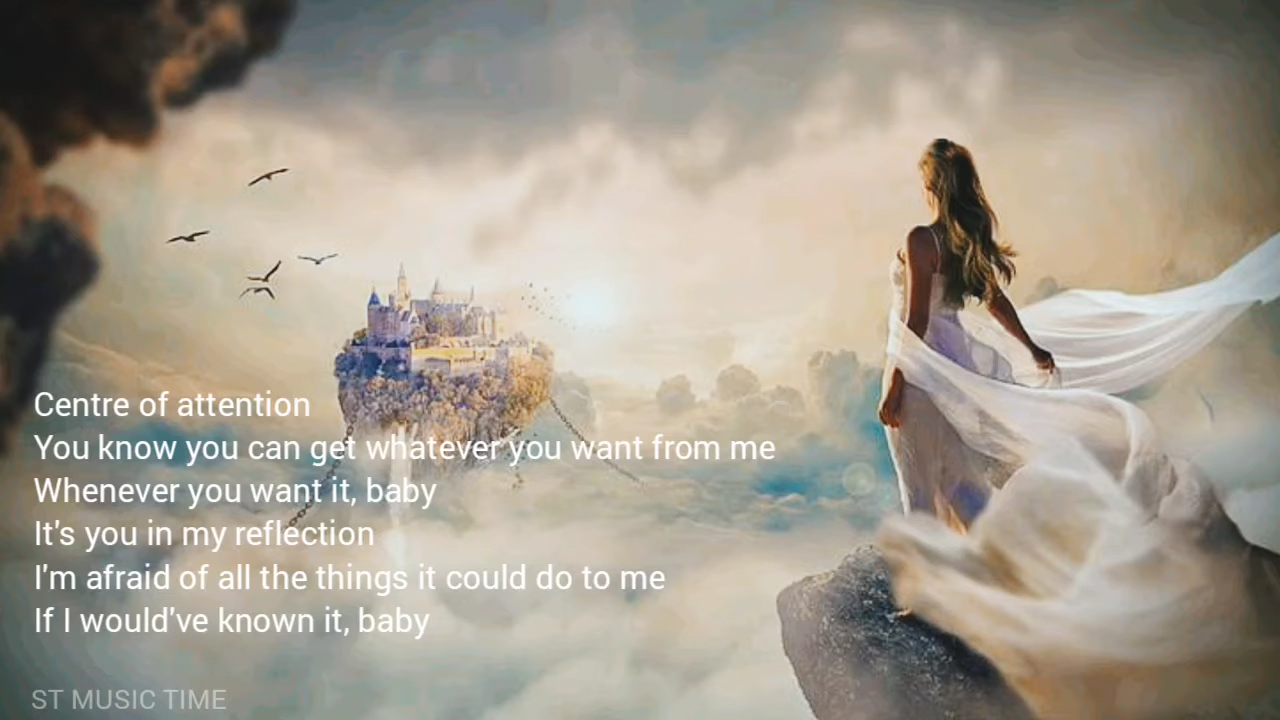 Centre of attention
You know you can get whatever you want from me
Whenever you want it, baby
It's you in my reflection
I'm afraid of all the things it could do to me
If I would've known it, baby
ST MUSIC TIME